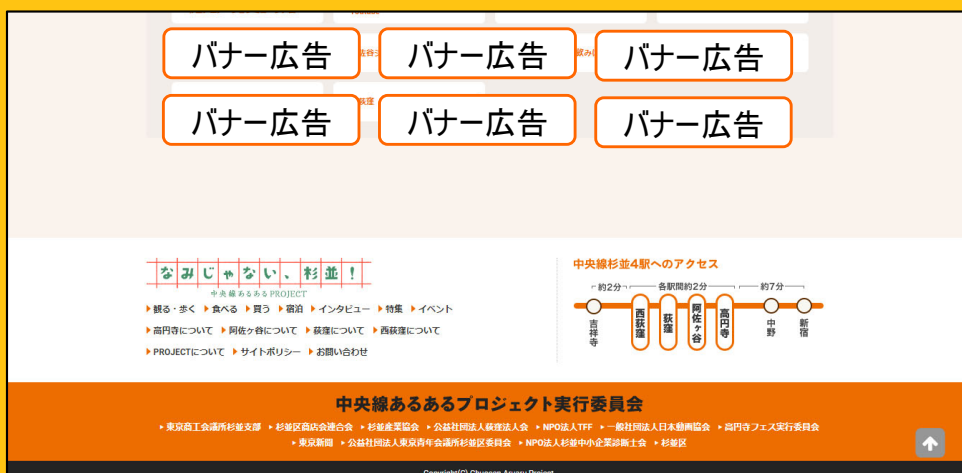 バナー広告 バナー広告 バナー広告
バナー広告 バナー広告 バナー広告
なみじゃない、杉並！
中央線あるあるPROJECT
観る・歩く 食べる 買う 宿泊 インタビュー 特集 イベント
高円寺について 阿佐ヶ谷について 荻窪について 西荻窪について
PROJECTについて サイトポリシー お問い合わせ
中央線杉並4駅へのアクセス
約2分 各駅間約2分 約7分
吉祥寺 西荻窪 荻窪 阿佐ヶ谷 高円寺 中野 新宿
中央線あるあるプロジェクト実行委員会
東京商工会議所杉並支部 杉並区商店会連合会 杉並産業協会 公益社団法人荻窪法人会 NPO法人TFF 一般社団法人日本動画協会 高円寺フェス実行委員会
東京新聞 公益社団法人東京青年会議所杉並区委員会 NPO法人杉並中小企業診断士会 杉並区